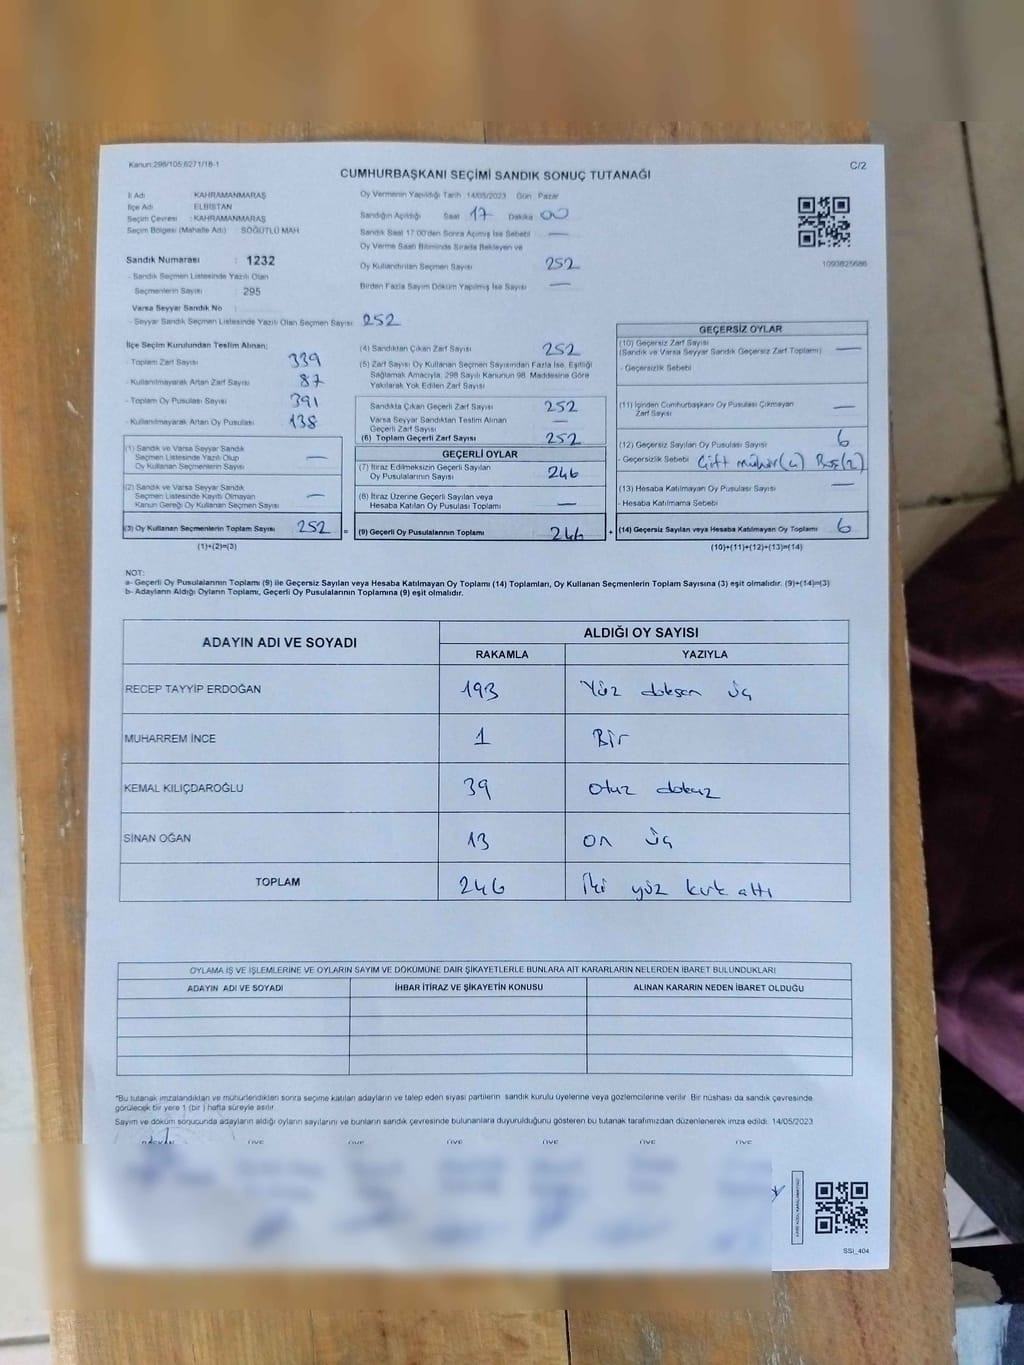 Kanun:298/105;6271/18-1
C/2
CUMHURBAŞKANI SEÇİMİ SANDIK SONUÇ TUTANAĞI
İl Adı : KAHRAMANMARAŞ
İlçe Adı : ELBİSTAN
Seçim Çevresi : KAHRAMANMARAŞ
Seçim Bölgesi (Mahalle Adı) : SÖĞÜTLÜ MAH
Sandık Numarası : 1232
- Sandık Seçmen Listesinde Yazılı Olan
Seçmenlerin Sayısı : 295
Varsa Seyyar Sandık No :
- Seyyar Sandık Seçmen Listesinde Yazılı Olan Seçmen Sayısı: 252
Oy Vermenin Yapıldığı Tarih 14/05/2023 Gün Pazar
Sandığın Açıldığı Saat 17 Dakika 00
Sandık Saat 17:00'den Sonra Açılmış İse Sebebi —
Oy Verme Saati Bitiminde Sırada Bekleyen ve
Oy Kullandırılan Seçmen Sayısı 252
Birden Fazla Sayım Döküm Yapılmış İse Sayısı —
1093825686
İlçe Seçim Kurulundan Teslim Alınan;
- Toplam Zarf Sayısı 339
- Kullanılmayarak Artan Zarf Sayısı 87
- Toplam Oy Pusulası Sayısı 391
- Kullanılmayarak Artan Oy Pusulası 138
(1) Sandık ve Varsa Seyyar Sandık
Seçmen Listesinde Yazılı Olup
Oy Kullanan Seçmenlerin Sayısı —
(2) Sandık ve Varsa Seyyar Sandık
Seçmen Listesinde Kayıtlı Olmayan
Kanun Gereği Oy Kullanan Seçmen Sayısı —
(3) Oy Kullanan Seçmenlerin Toplam Sayısı 252 =
(1)+(2)=(3)
(4) Sandıktan Çıkan Zarf Sayısı 252
(5) Zarf Sayısı Oy Kullanan Seçmen Sayısından Fazla İse, Eşitliği
Sağlamak Amacıyla, 298 Sayılı Kanunun 98. Maddesine Göre
Yakılarak Yok Edilen Zarf Sayısı
Sandıkta Çıkan Geçerli Zarf Sayısı 252
Varsa Seyyar Sandıktan Teslim Alınan
Geçerli Zarf Sayısı —
(6) Toplam Geçerli Zarf Sayısı 252
GEÇERLİ OYLAR
(7) İtiraz Edilmeksizin Geçerli Sayılan
Oy Pusulalarının Sayısı 246
(8) İtiraz Üzerine Geçerli Sayılan veya
Hesaba Katılan Oy Pusulası Toplamı —
(9) Geçerli Oy Pusulalarının Toplamı 246 +
GEÇERSİZ OYLAR
(10) Geçersiz Zarf Sayısı
(Sandık ve Varsa Seyyar Sandık Geçersiz Zarf Toplamı) —
- Geçersizlik Sebebi
(11) İçinden Cumhurbaşkanı Oy Pusulası Çıkmayan
Zarf Sayısı —
(12) Geçersiz Sayılan Oy Pusulası Sayısı 6
- Geçersizlik Sebebi Çift mühür(4) Boş(2)
(13) Hesaba Katılmayan Oy Pusulası Sayısı —
- Hesaba Katılmama Sebebi
(14) Geçersiz Sayılan veya Hesaba Katılmayan Oy Toplamı 6
(10)+(11)+(12)+(13)=(14)
NOT:
a- Geçerli Oy Pusulalarının Toplamı (9) ile Geçersiz Sayılan veya Hesaba Katılmayan Oy Toplamı (14) Toplamları, Oy Kullanan Seçmenlerin Toplam Sayısına (3) eşit olmalıdır. (9)+(14)=(3)
b- Adayların Aldığı Oyların Toplamı, Geçerli Oy Pusulalarının Toplamına (9) eşit olmalıdır.
ADAYIN ADI VE SOYADI ALDIĞI OY SAYISI
RAKAMLA YAZIYLA
RECEP TAYYİP ERDOĞAN 193 Yüz doksan üç
MUHARREM İNCE 1 Bir
KEMAL KILIÇDAROĞLU 39 otuz dokuz
SİNAN OĞAN 13 on üç
TOPLAM 246 İki yüz kırk altı
OYLAMA İŞ VE İŞLEMLERİNE VE OYLARIN SAYIM VE DÖKÜMÜNE DAİR ŞİKAYETLERLE BUNLARA AİT KARARLARIN NELERDEN İBARET BULUNDUKLARI
ADAYIN ADI VE SOYADI İHBAR İTİRAZ VE ŞİKAYETİN KONUSU ALINAN KARARIN NEDEN İBARET OLDUĞU
*Bu tutanak imzalandıktan ve mühürlendikten sonra seçime katılan adayların ve talep eden siyasi partilerin sandık kurulu üyelerine veya gözlemcilerine verilir. Bir nüshası da sandık çevresinde
görülecek bir yere 1 (bir ) hafta süreyle asılır.
Sayım ve döküm sonucunda adayların aldığı oyların sayılarını ve bunların sandık çevresinde bulunanlara duyurulduğunu gösteren bu tutanak tarafımızdan düzenlenerek imza edildi. 14/05/2023
ÜYE ÜYE ÜYE ÜYE ÜYE ÜYE
SSI_404